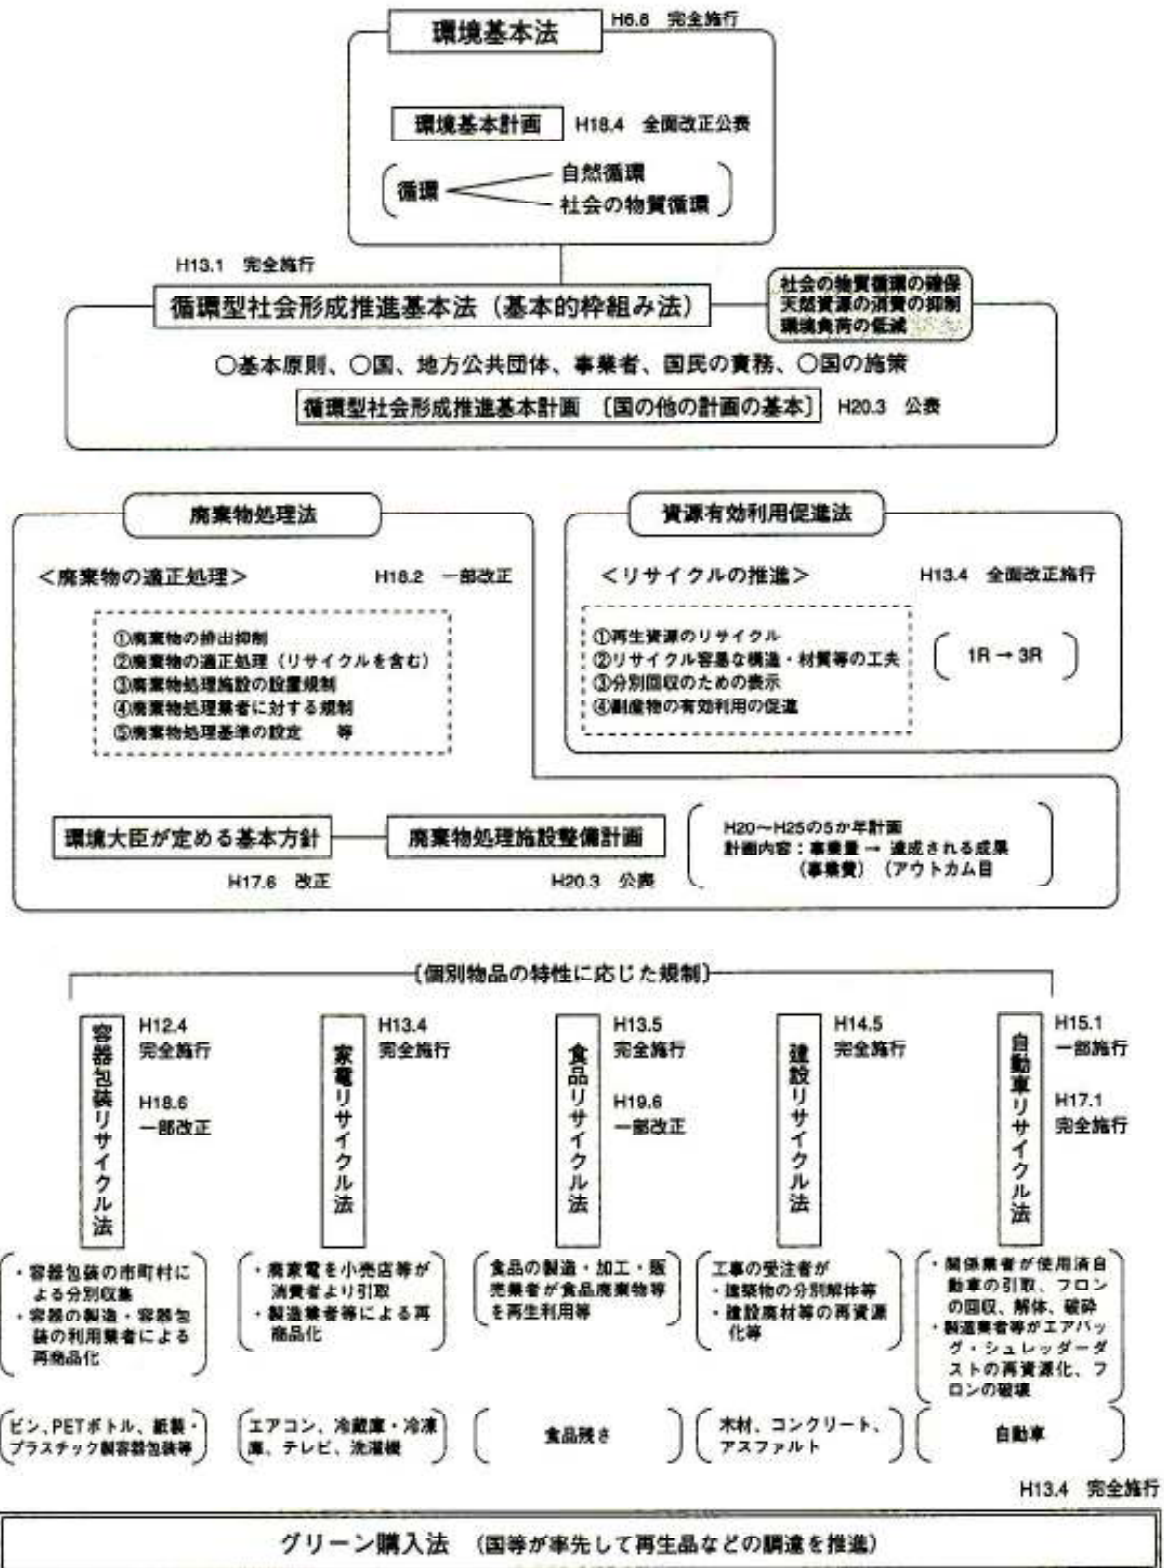 環境基本法
H6.8 完全施行
環境基本計画
H18.4 全面改正公表
循環
自然循環
社会の物質循環
H13.1 完全施行
循環型社会形成推進基本法（基本的枠組み法）
社会の物質循環の確保
天然資源の消費の抑制
環境負荷の低減
○基本原則、○国、地方公共団体、事業者、国民の責務、○国の施策
循環型社会形成推進基本計画 〔国の他の計画の基本〕
H20.3 公表
廃棄物処理法
＜廃棄物の適正処理＞
H18.2 一部改正
①廃棄物の排出抑制
②廃棄物の適正処理（リサイクルを含む）
③廃棄物処理施設の設置規制
④廃棄物処理業者に対する規制
⑤廃棄物処理基準の設定 等
資源有効利用促進法
＜リサイクルの推進＞
H13.4 全面改正施行
①再生資源のリサイクル
②リサイクル容易な構造・材質等の工夫
③分別回収のための表示
④副産物の有効利用の促進
1R → 3R
環境大臣が定める基本方針
H17.6 改正
廃棄物処理施設整備計画
H20.3 公表
H20～H25の5か年計画
計画内容：事業量 → 達成される成果
（事業費）（アウトカム目
〔個別物品の特性に応じた規制〕
容器包装リサイクル法
H12.4
完全施行
H18.6
一部改正
家電リサイクル法
H13.4
完全施行
食品リサイクル法
H13.5
完全施行
H19.6
一部改正
建設リサイクル法
H14.5
完全施行
自動車リサイクル法
H15.1
一部施行
H17.1
完全施行
・容器包装の市町村に
よる分別収集
・容器の製造・容器包
装の利用業者による
再商品化
・廃家電を小売店等が
消費者より引取
・製造業者等による再
商品化
食品の製造・加工・販
売業者が食品廃棄物等
を再生利用等
工事の受注者が
・建築物の分別解体等
・建設廃材等の再資源
化等
・関係業者が使用済自
動車の引取、フロン
の回収、解体、破砕
・製造業者等がエアバッ
グ・シュレッダーダ
ストの再資源化、フ
ロンの破壊
ビン、PETボトル、紙製・
プラスチック製容器包装等
エアコン、冷蔵庫・冷凍
庫、テレビ、洗濯機
食品残さ
木材、コンクリート、
アスファルト
自動車
H13.4 完全施行
グリーン購入法 （国等が率先して再生品などの調達を推進）